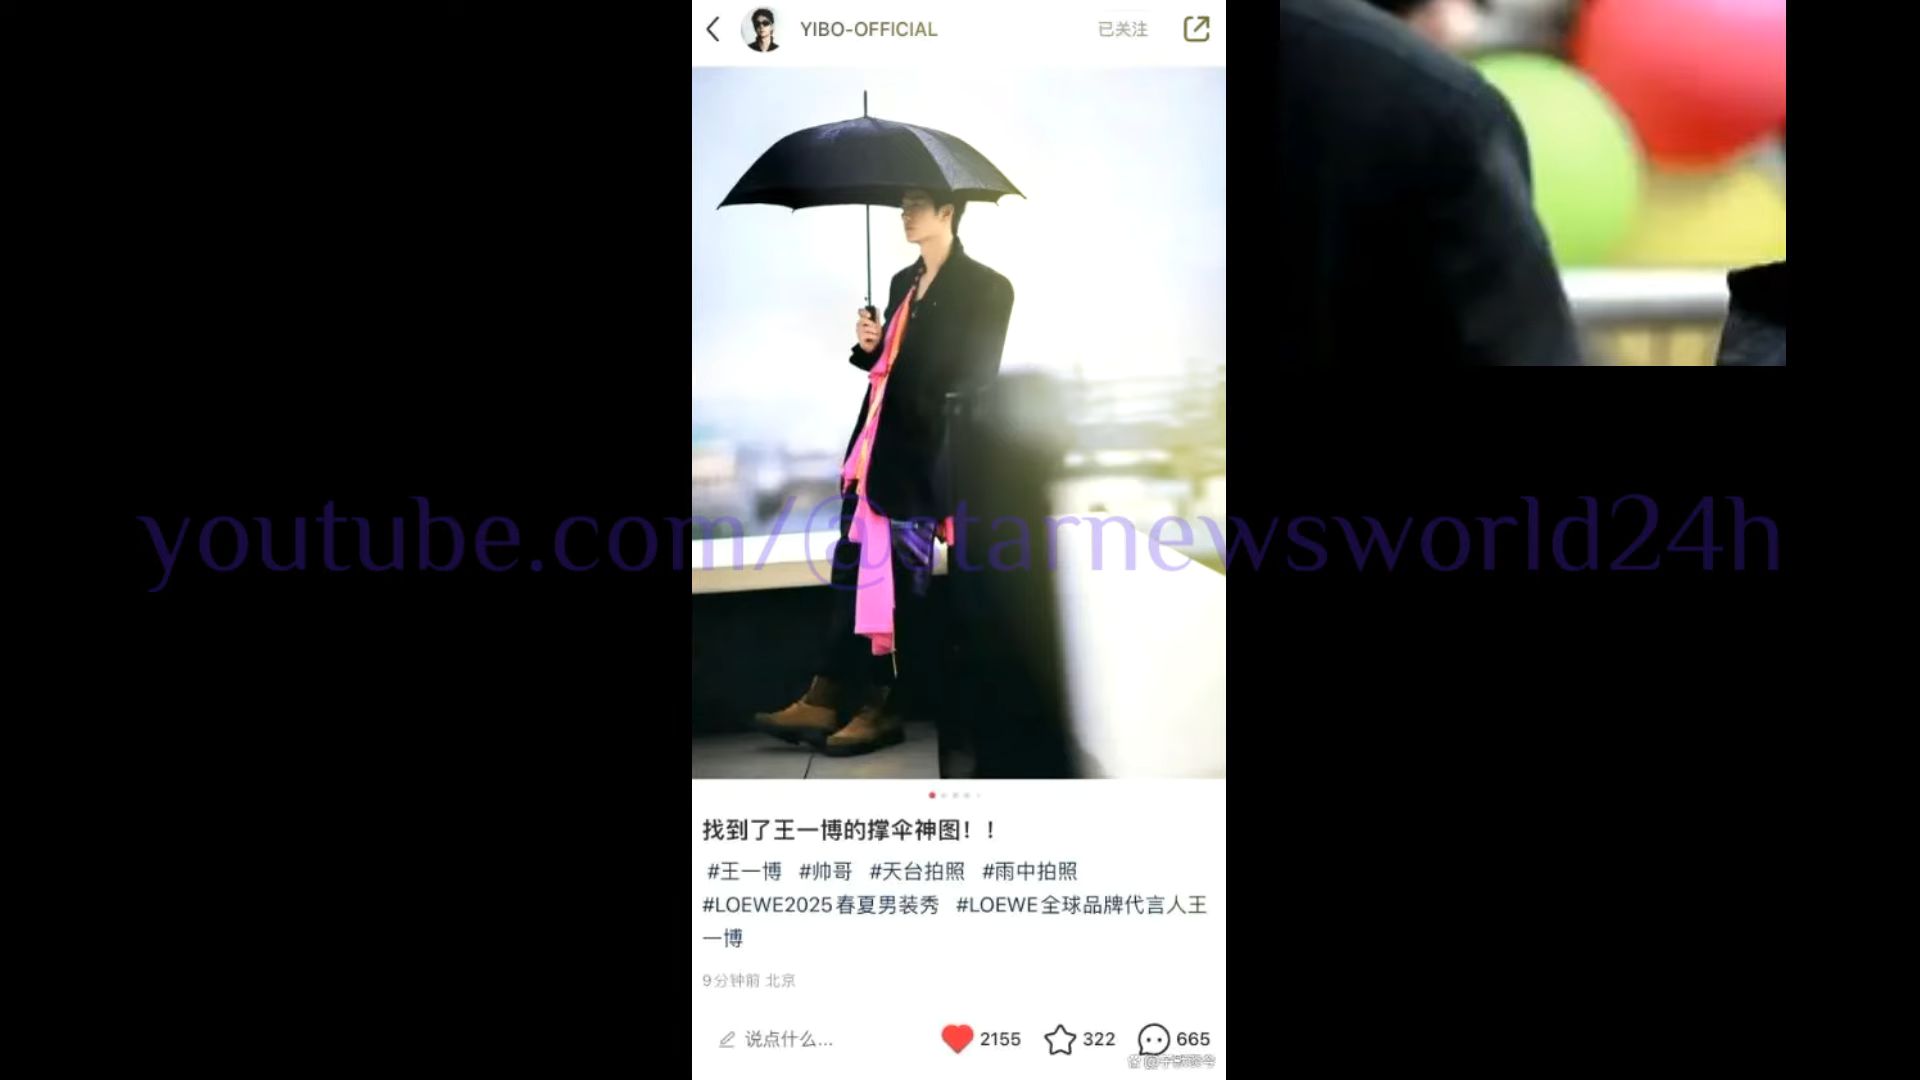 YIBO-OFFICIAL
已关注
youtube.com/@starnewsworld24h
找到了王一博的撑伞神图！！
#王一博 #帅哥 #天台拍照 #雨中拍照
#LOEWE2025春夏男装秀 #LOEWE全球品牌代言人王
一博
9分钟前 北京
说点什么... 2155 322 665